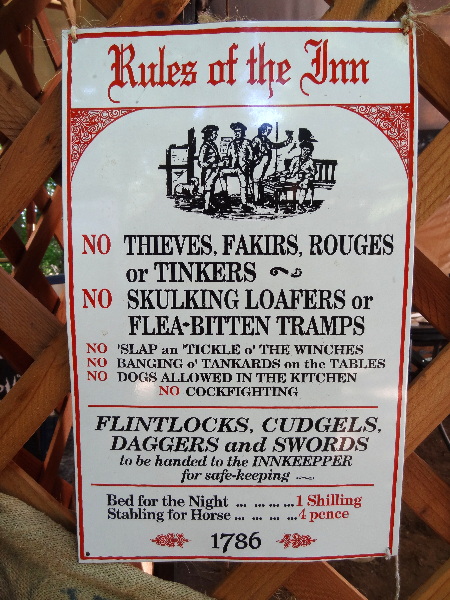 Rules of the Inn
NO THIEVES, FAKIRS, ROUGES
or TINKERS
NO SKULKING LOAFERS or
FLEA-BITTEN TRAMPS
NO 'SLAP an 'TICKLE o' THE WINCHES
NO BANGING o' TANKARDS on the TABLES
NO DOGS ALLOWED IN THE KITCHEN
NO COCKFIGHTING
FLINTLOCKS, CUDGELS,
DAGGERS and SWORDS
to be handed to the INNKEEPER
for safe-keeping
Bed for the Night ... ... ... ... 1 Shilling
Stabling for Horse ... ... ... ... 4 pence
1786